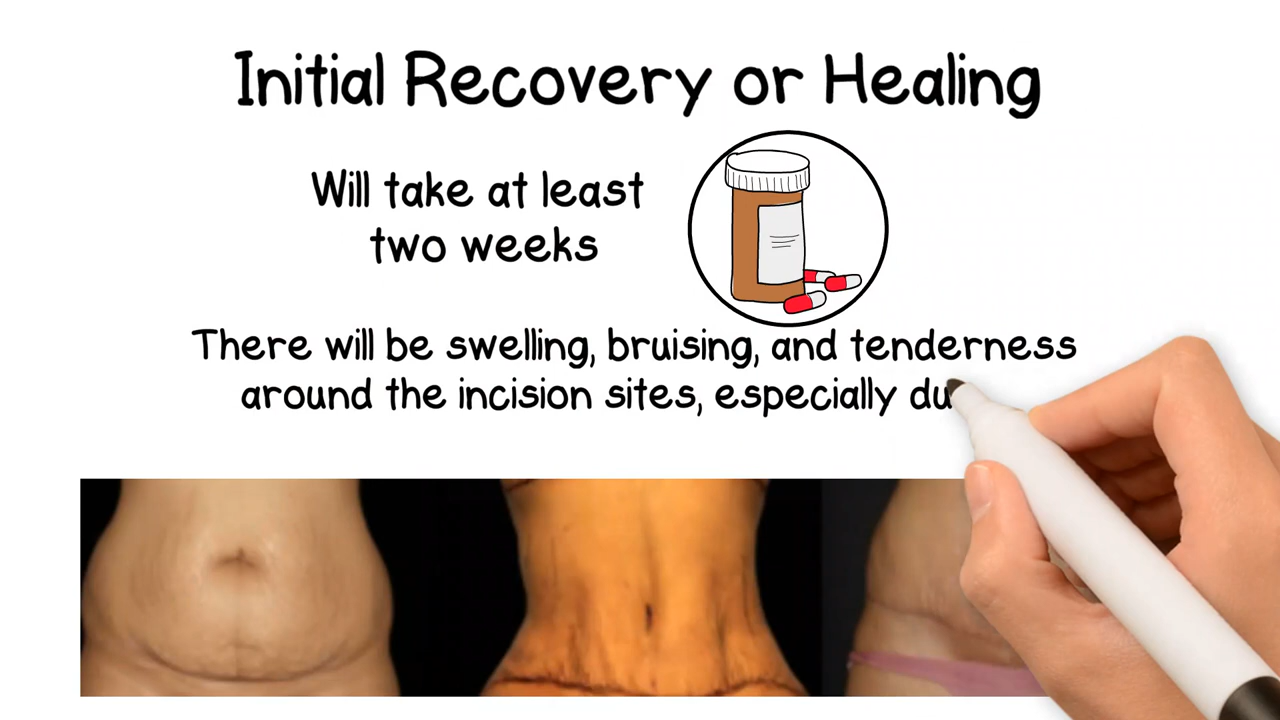 Initial Recovery or Healing
Will take at least
two weeks
There will be swelling, bruising, and tenderness
around the incision sites, especially du